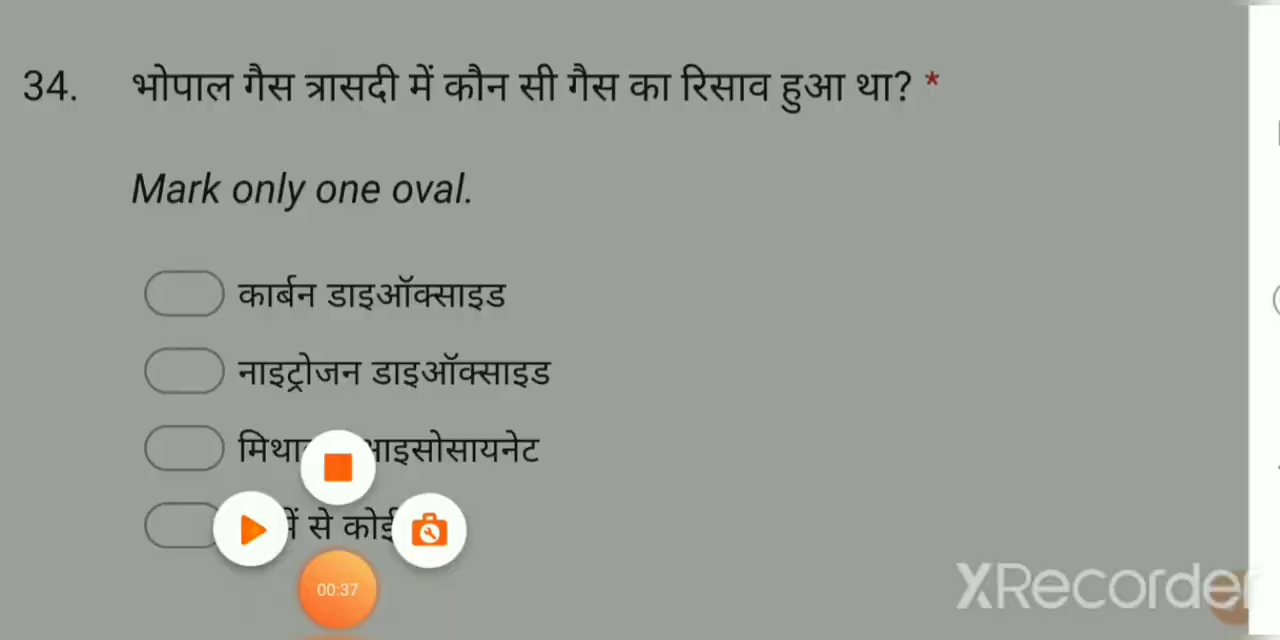 34. भोपाल गैस त्रासदी में कौन सी गैस का रिसाव हुआ था? *
Mark only one oval.
कार्बन डाइऑक्साइड
नाइट्रोजन डाइऑक्साइड
आइसोसायनेट
से कोई
00:37
XRecorder